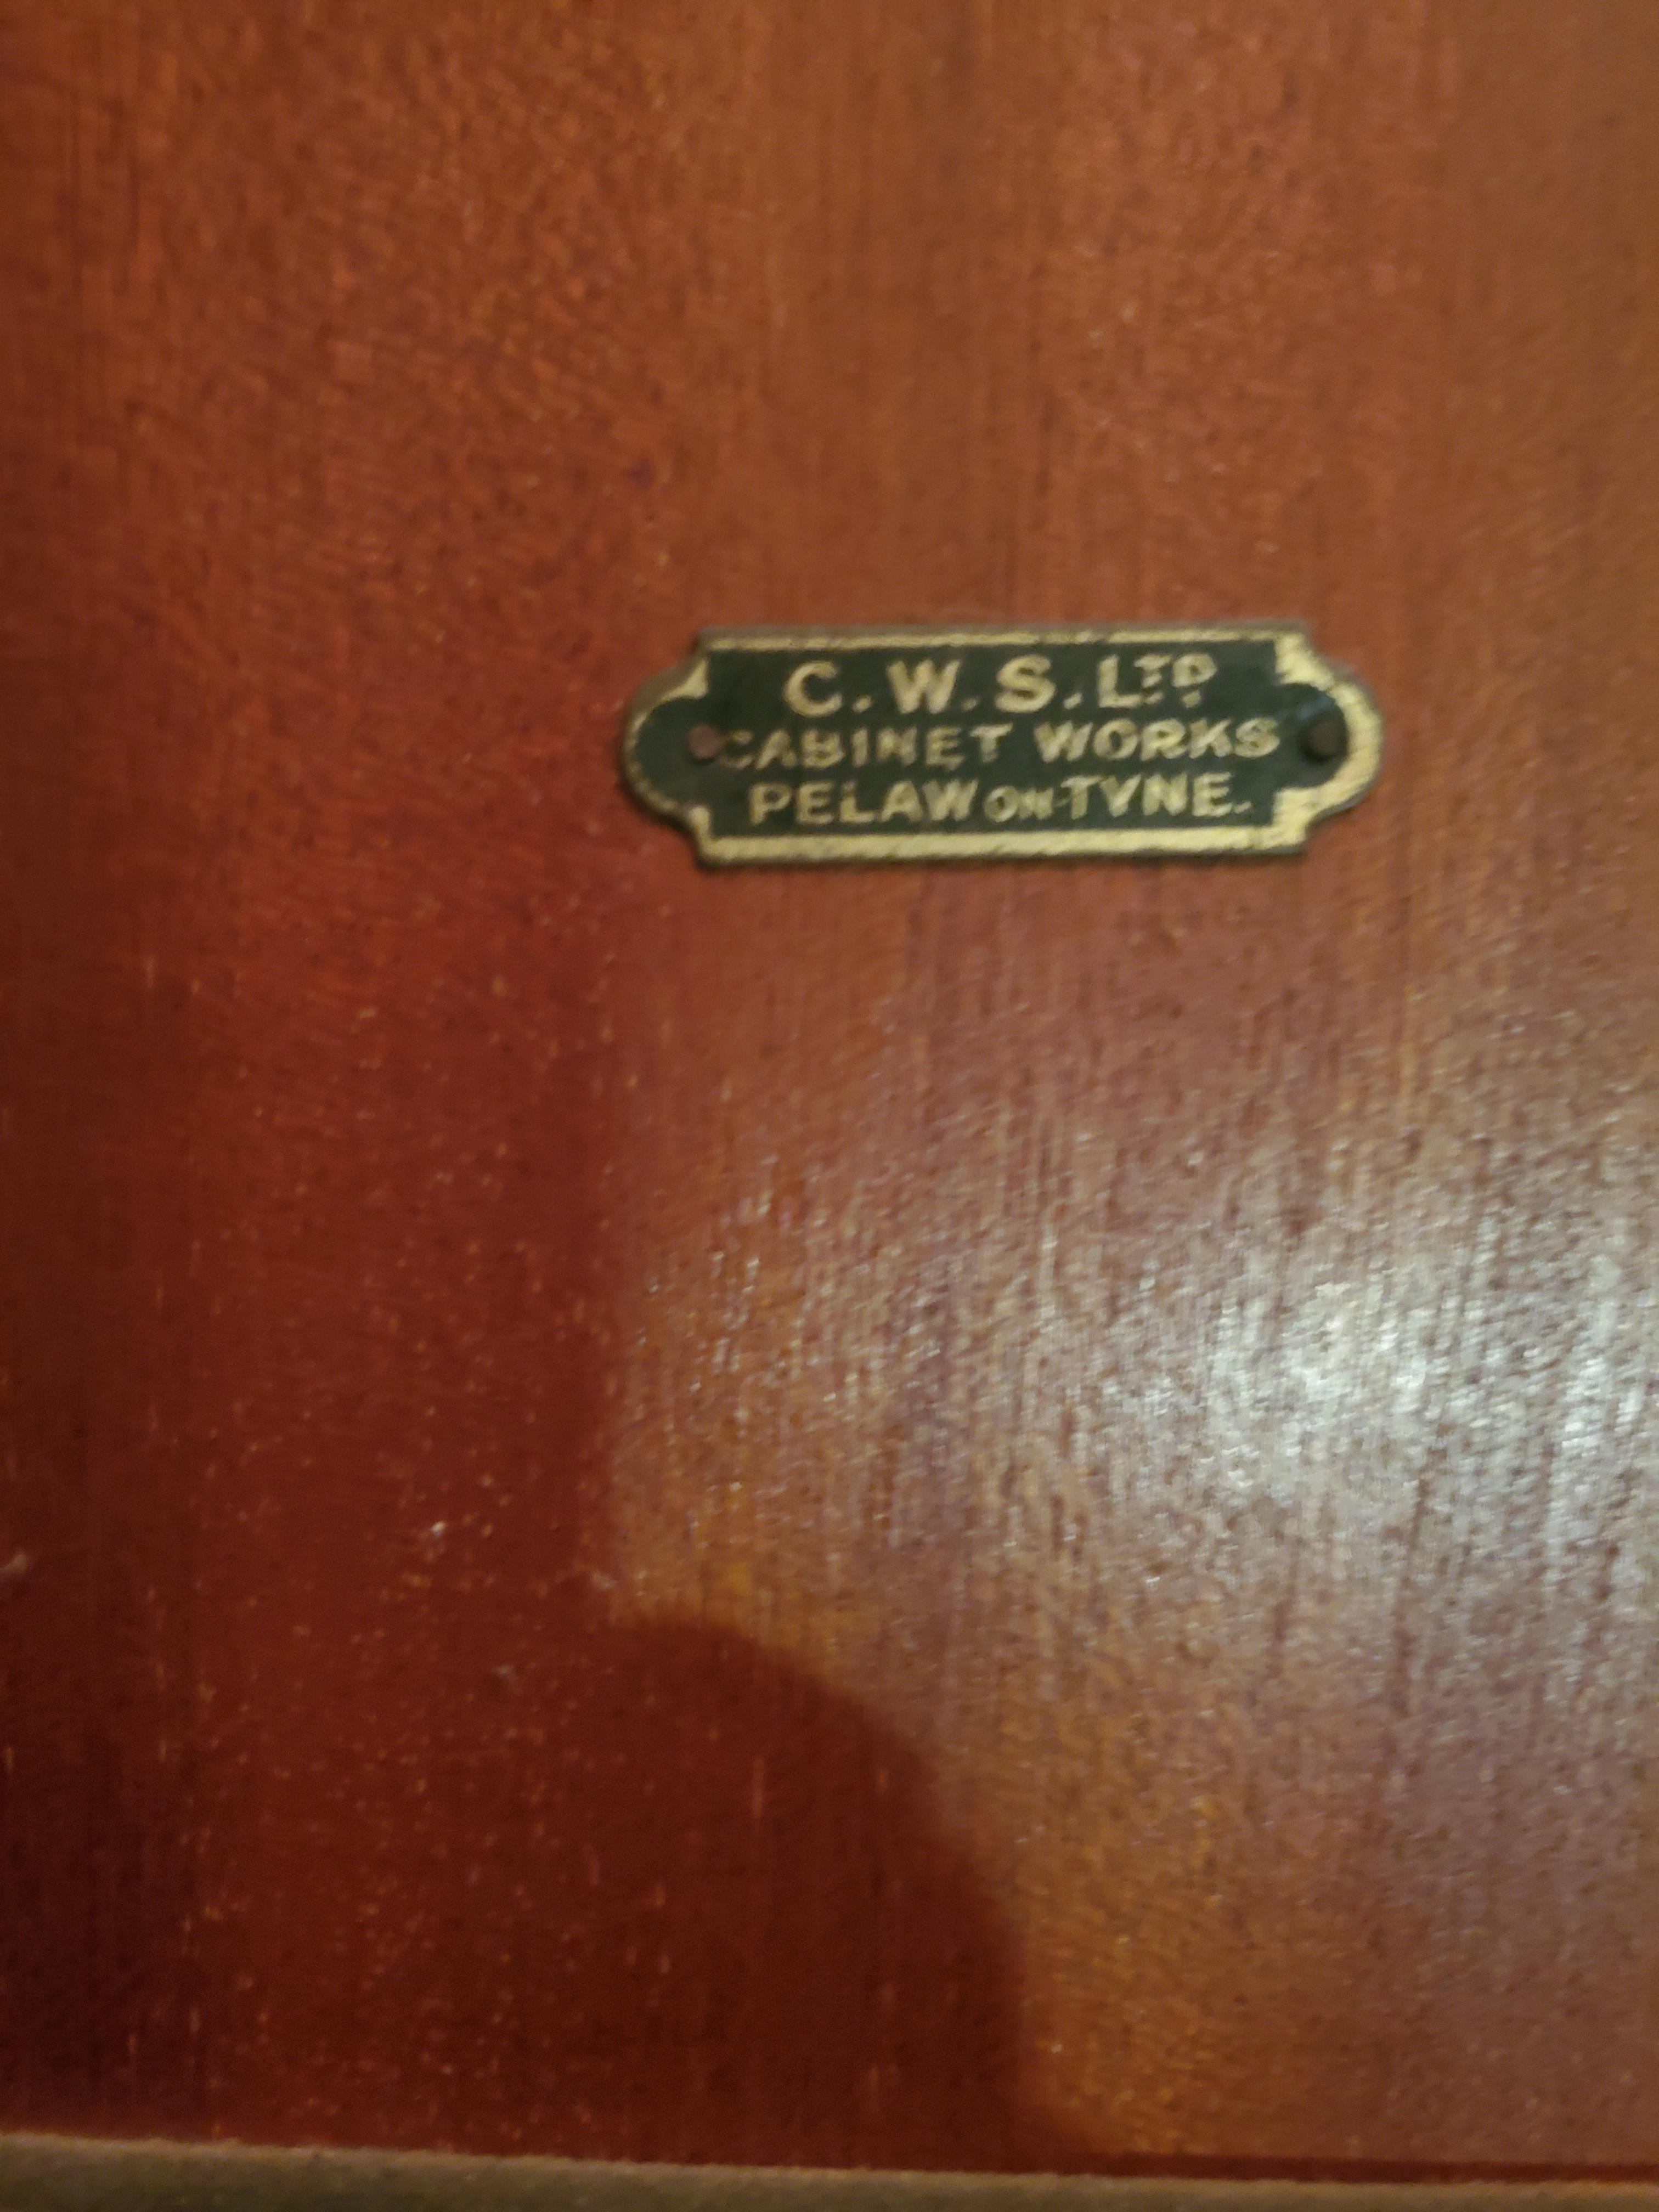 C.W.S. LTD
CABINET WORKS
PELAW ON-TYNE.